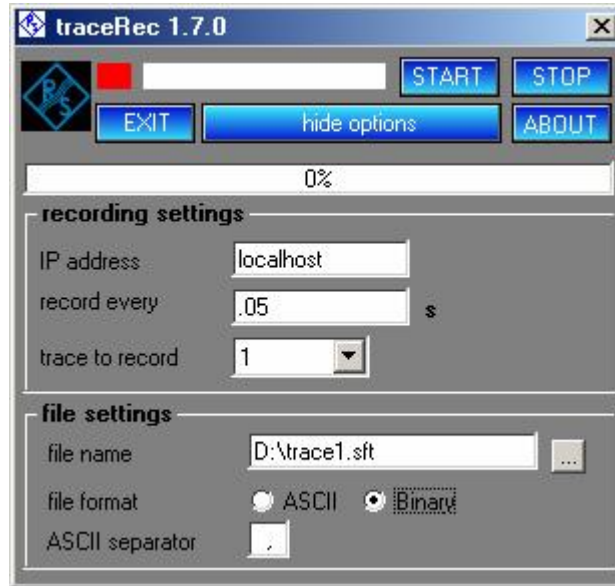 traceRec 1.7.0
START STOP
EXIT hide options ABOUT
0%
recording settings
IP address localhost
record every .05 s
trace to record 1
file settings
file name D:\trace1.sft ...
file format ASCII Binary
ASCII separator ,